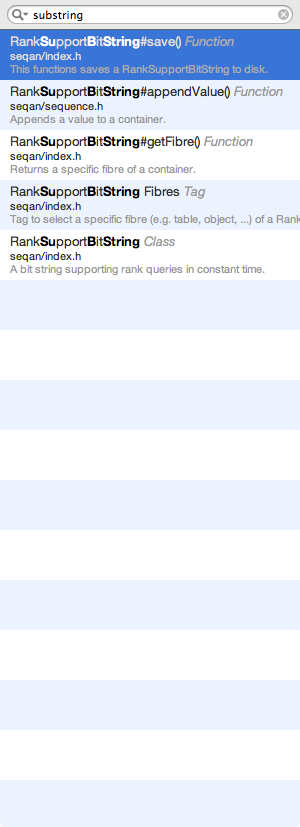 substring
RankSupportBitString#save() Function
seqan/index.h
This functions saves a RankSupportBitString to disk.
RankSupportBitString#appendValue() Function
seqan/sequence.h
Appends a value to a container.
RankSupportBitString#getFibre() Function
seqan/index.h
Returns a specific fibre of a container.
RankSupportBitString Fibres Tag
seqan/index.h
Tag to select a specific fibre (e.g. table, object, ...) of a Rank
RankSupportBitString Class
seqan/index.h
A bit string supporting rank queries in constant time.